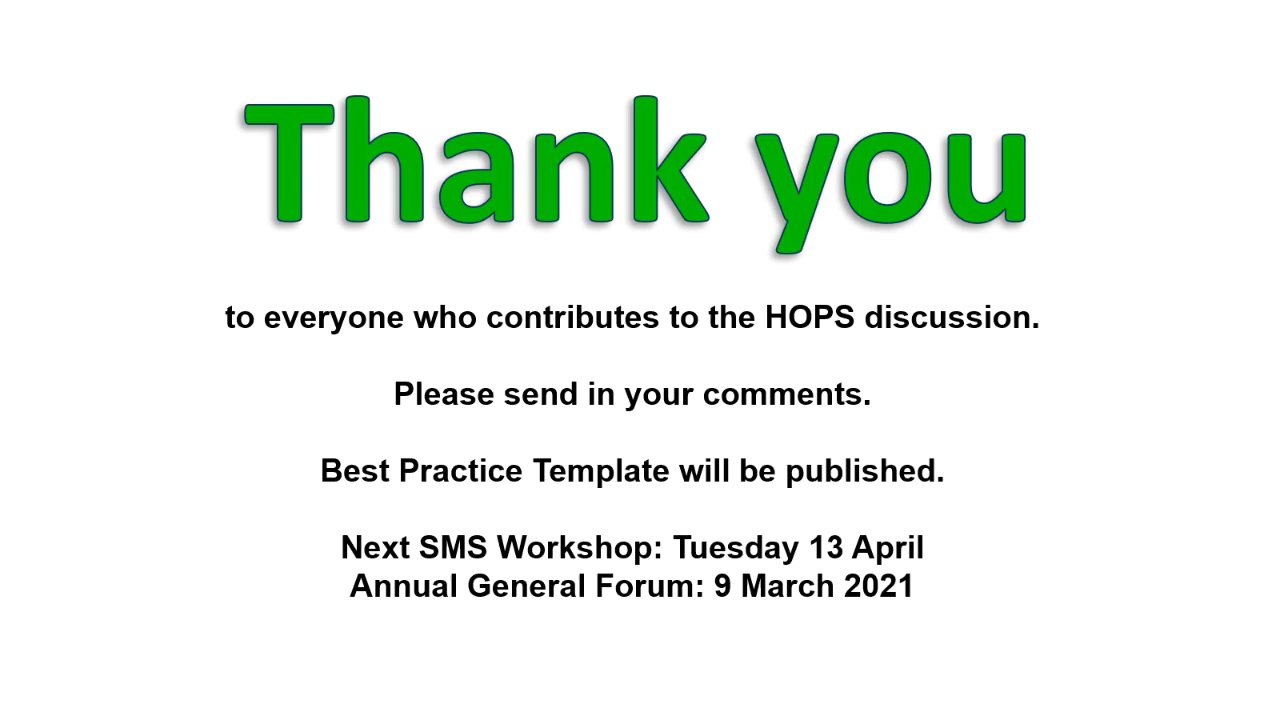 Thank you
to everyone who contributes to the HOPS discussion.
Please send in your comments.
Best Practice Template will be published.
Next SMS Workshop: Tuesday 13 April
Annual General Forum: 9 March 2021